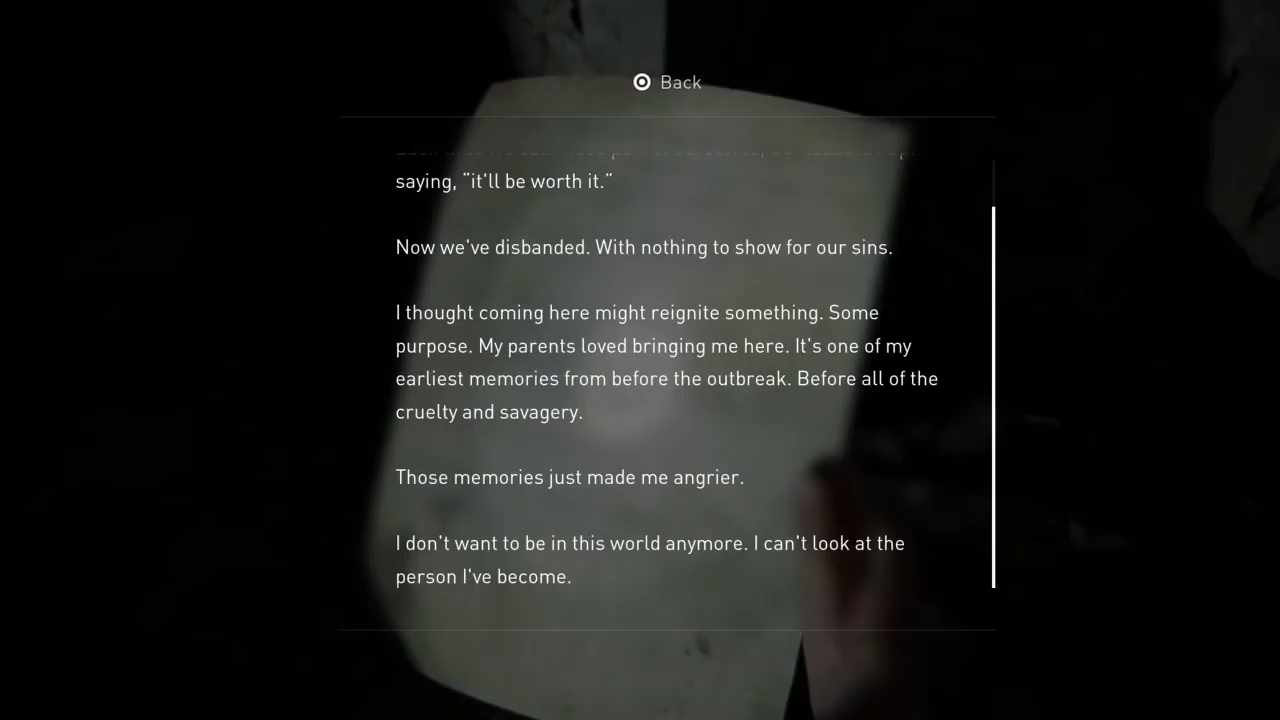 Back
saying, “it'll be worth it.”
Now we've disbanded. With nothing to show for our sins.
I thought coming here might reignite something. Some
purpose. My parents loved bringing me here. It's one of my
earliest memories from before the outbreak. Before all of the
cruelty and savagery.
Those memories just made me angrier.
I don't want to be in this world anymore. I can't look at the
person I've become.